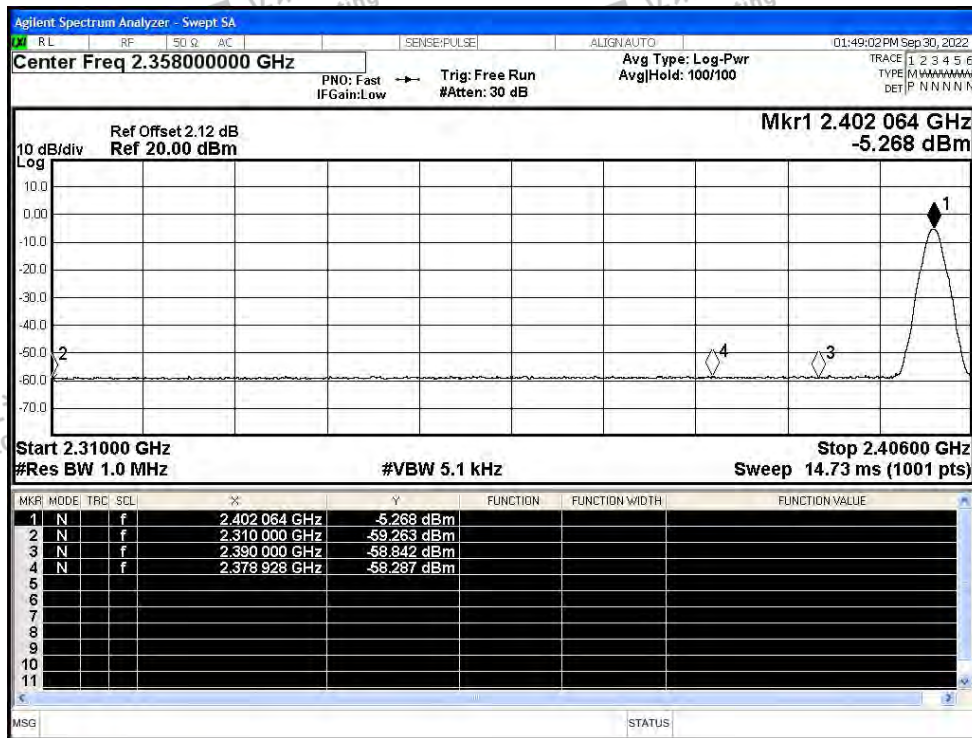 Agilent Spectrum Analyzer - Swept SA
RL RF 50 Ω AC SENSE:PULSE ALIGNAUTO 01:49:02 PM Sep 30, 2022
Center Freq 2.358000000 GHz
PNO: Fast Trig: Free Run Avg Type: Log-Pwr TRACE 1 2 3 4 5 6
IFGain:Low #Atten: 30 dB Avg|Hold: 100/100 TYPE M
DET P N N N N N
Mkr1 2.402 064 GHz
-5.268 dBm
Ref Offset 2.12 dB
10 dB/div Ref 20.00 dBm
Log
10.0
0.00
-10.0
-20.0
-30.0
-40.0
-50.0
-60.0
-70.0
1
2
4
3
Start 2.31000 GHz Stop 2.40600 GHz
#Res BW 1.0 MHz #VBW 5.1 kHz Sweep 14.73 ms (1001 pts)
MKR MODE TRC SCL X Y FUNCTION FUNCTION WIDTH FUNCTION VALUE
1 N f 2.402 064 GHz -5.268 dBm
2 N f 2.310 000 GHz -59.263 dBm
3 N f 2.390 000 GHz -58.842 dBm
4 N f 2.378 928 GHz -58.287 dBm
5
6
7
8
9
10
11
MSG STATUS